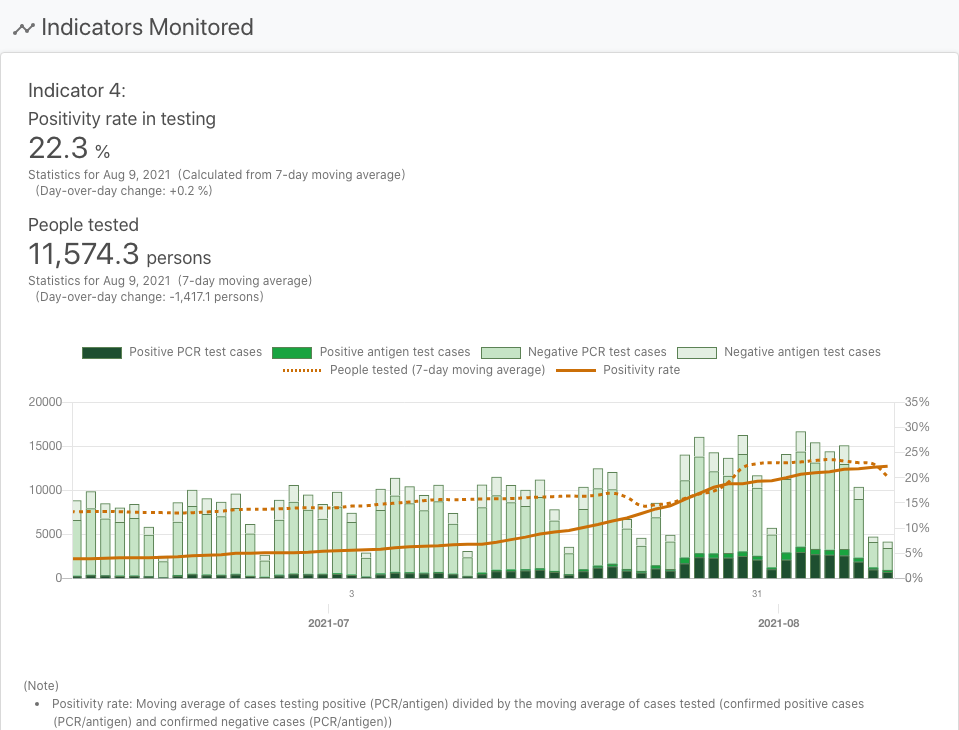 Indicators Monitored
Indicator 4:
Positivity rate in testing
22.3 %
Statistics for Aug 9, 2021 (Calculated from 7-day moving average)
(Day-over-day change: +0.2 %)
People tested
11,574.3 persons
Statistics for Aug 9, 2021 (7-day moving average)
(Day-over-day change: -1,417.1 persons)
Positive PCR test cases Positive antigen test cases Negative PCR test cases Negative antigen test cases
People tested (7-day moving average) Positivity rate
20000 35%
30%
15000 25%
20%
10000 15%
5000 10%
5%
0 0%
3 31
2021-07 2021-08
(Note)
• Positivity rate: Moving average of cases testing positive (PCR/antigen) divided by the moving average of cases tested (confirmed positive cases
(PCR/antigen) and confirmed negative cases (PCR/antigen))